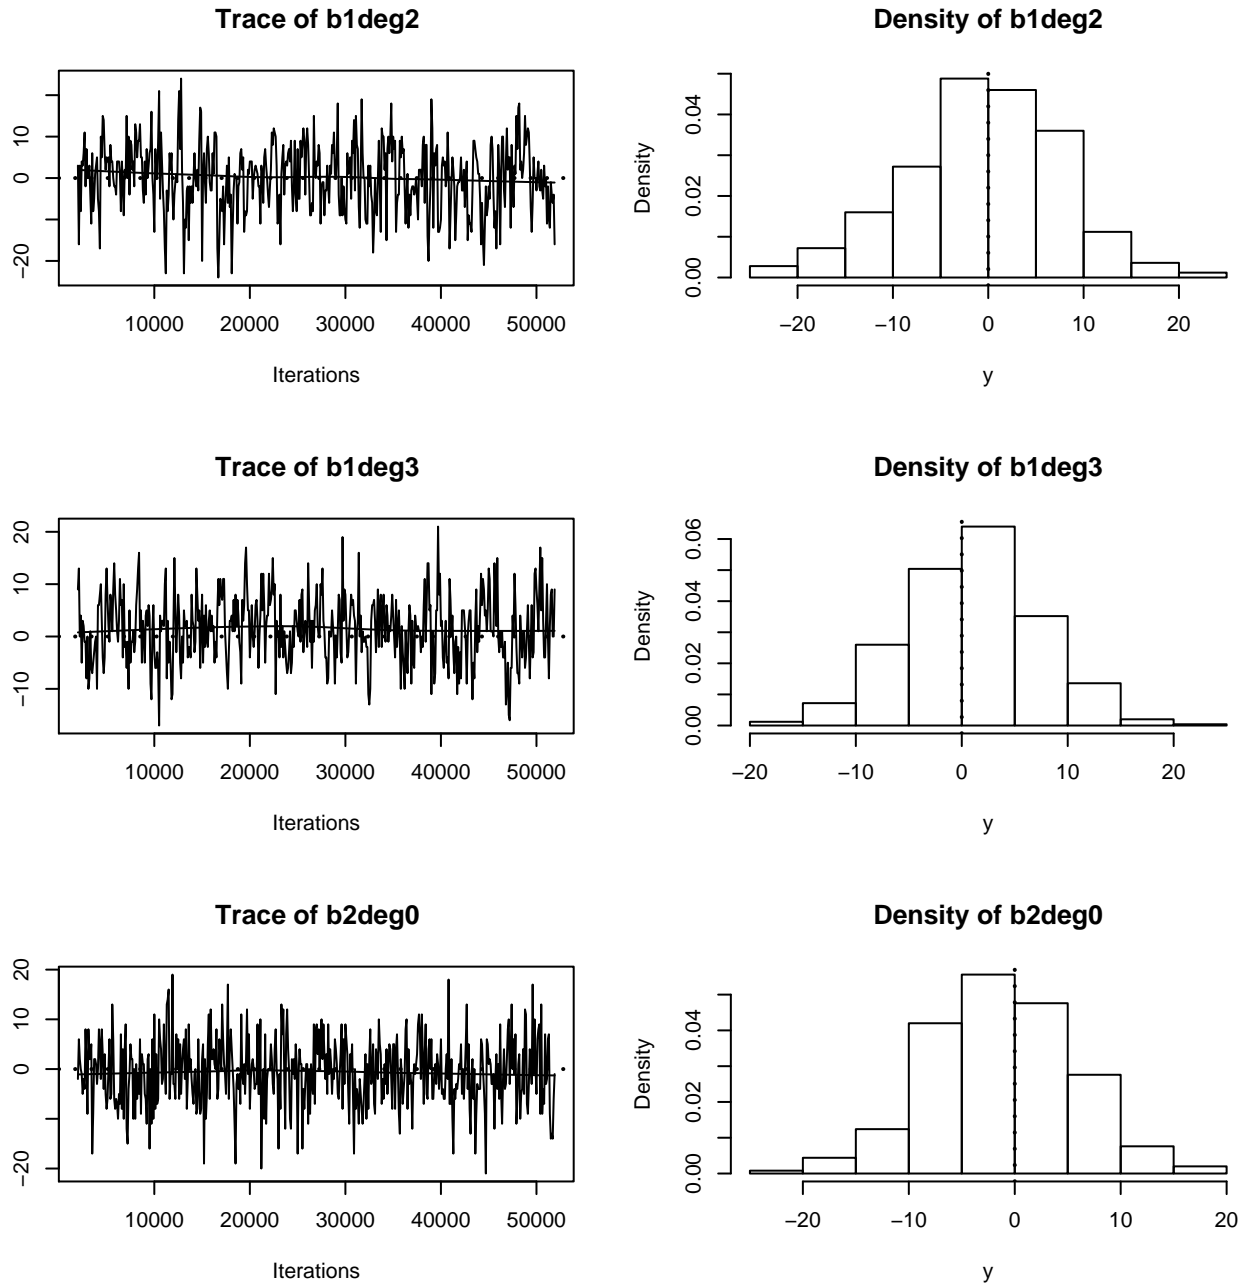 Trace of b1deg2
Density of b1deg2
10
0
−20
10000 20000 30000 40000 50000
Iterations
Density
0.04
0.02
0.00
−20 −10 0 10 20
y
Trace of b1deg3
Density of b1deg3
20
10
0
−10
10000 20000 30000 40000 50000
Iterations
Density
0.06
0.04
0.02
0.00
−20 −10 0 10 20
y
Trace of b2deg0
Density of b2deg0
20
10
0
−20
10000 20000 30000 40000 50000
Iterations
Density
0.04
0.02
0.00
−20 −10 0 10 20
y